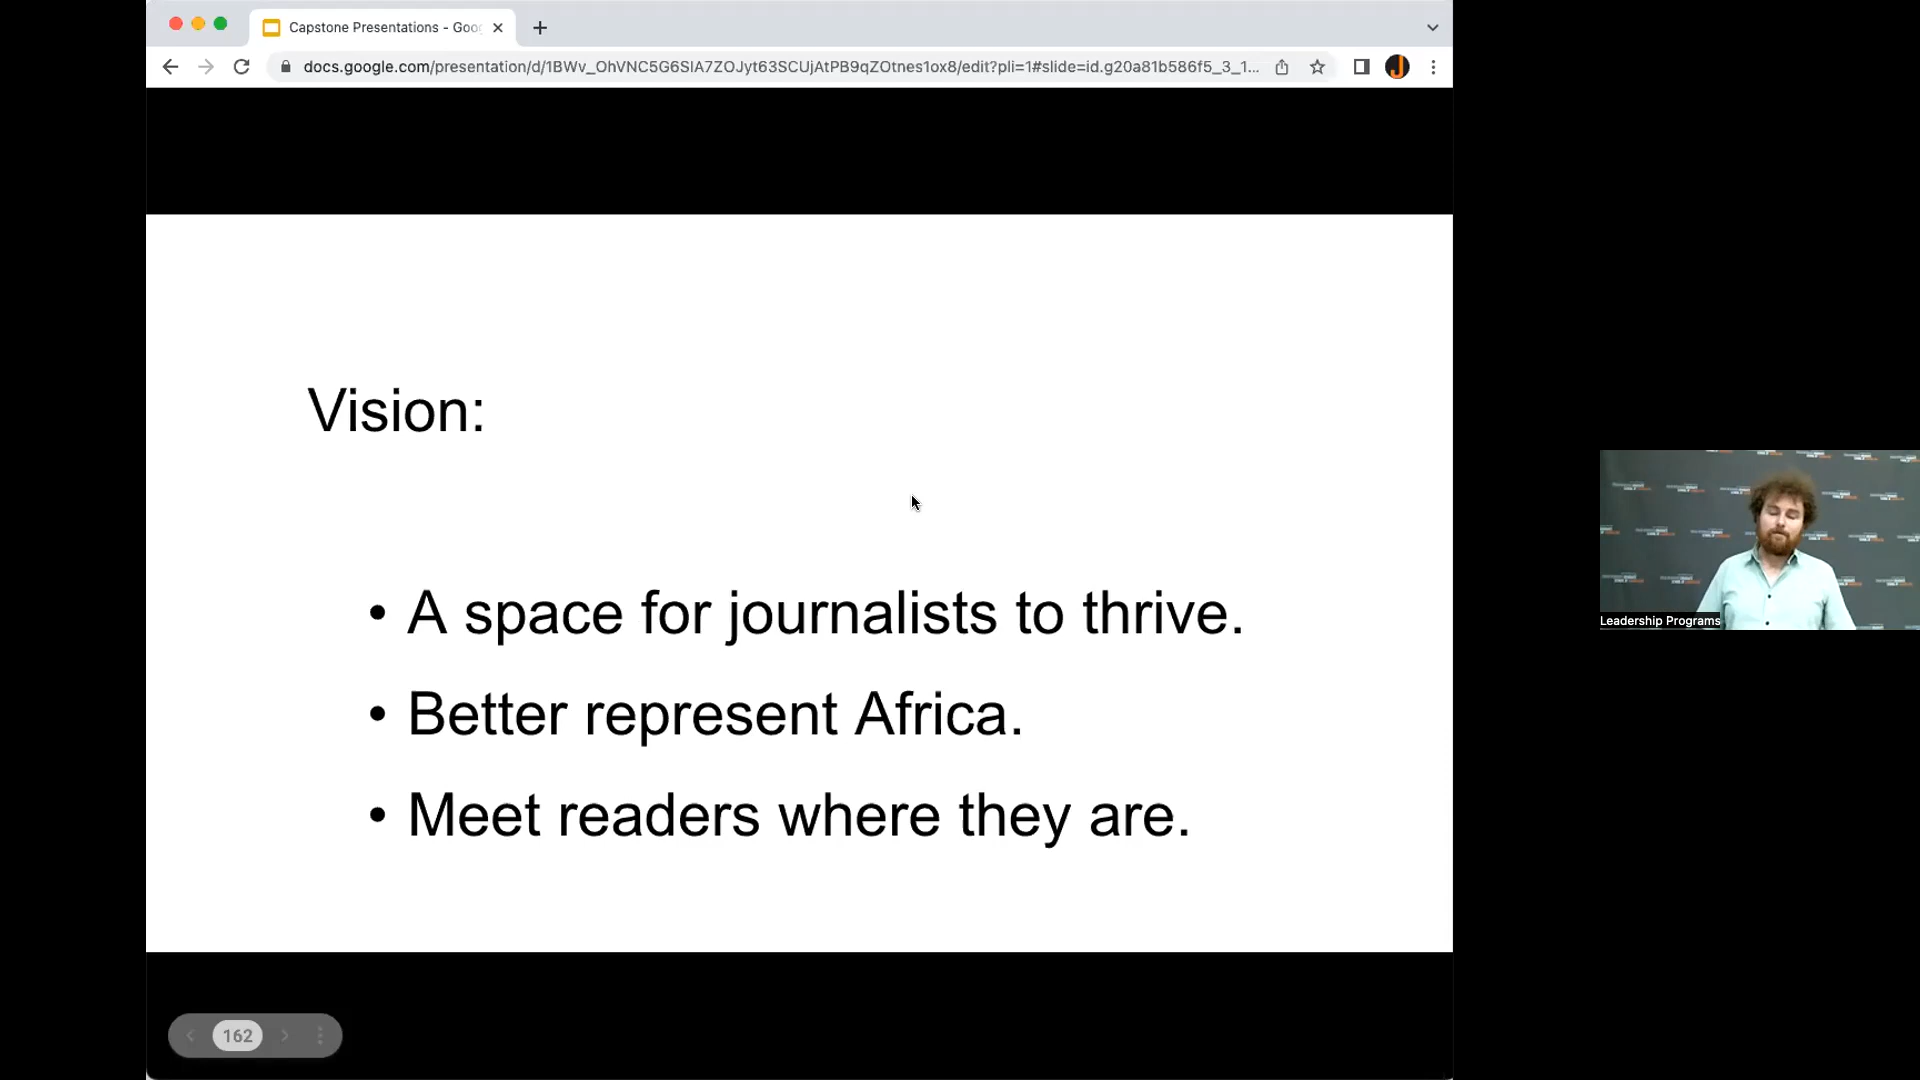 Capstone Presentations - Goo
docs.google.com/presentation/d/1BWv_OhVNC5G6SlA7ZOJyt63SCUjAtPB9qZOtnes1ox8/edit?pli=1#slide=id.g20a81b586f5_3_1...
Vision:
• A space for journalists to thrive.
• Better represent Africa.
• Meet readers where they are.
Leadership Programs
162